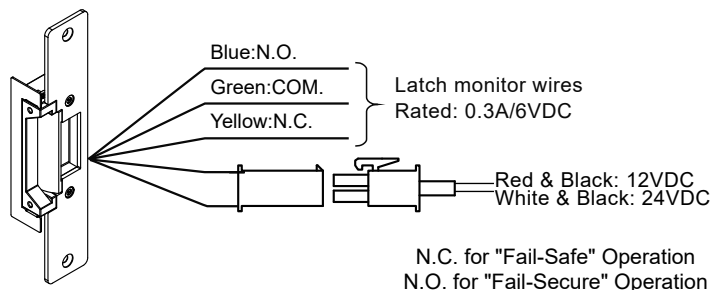 Blue:N.O.
Green:COM.
Yellow:N.C.
Latch monitor wires
Rated: 0.3A/6VDC
Red & Black: 12VDC
White & Black: 24VDC
N.C. for "Fail-Safe" Operation
N.O. for "Fail-Secure" Operation